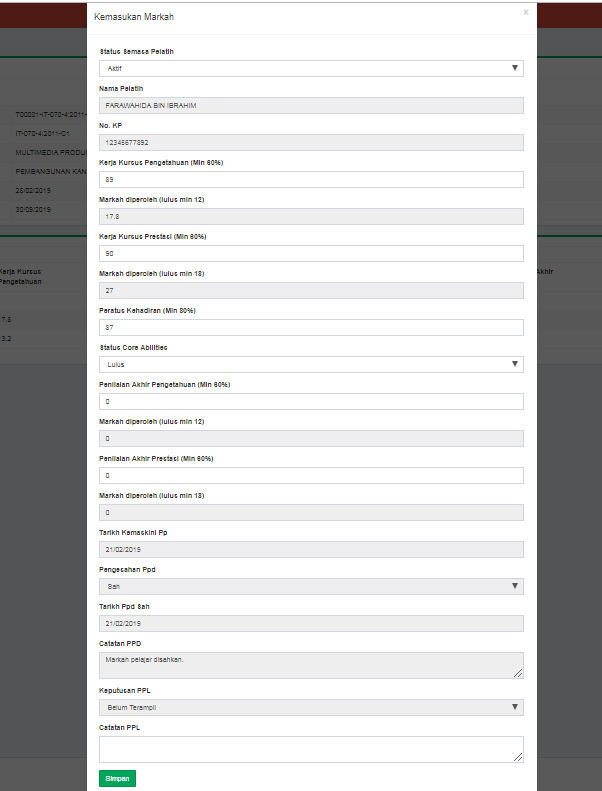 Kemasukan Markah
×
Status Semasa Pelatih
Aktif
Nama Pelatih
FARAWAHIDA BIN IBRAHIM
No. KP
12345677892
Kerja Kursus Pengetahuan (Min 60%)
89
Markah diperoleh (lulus min 12)
17.8
Kerja Kursus Prestasi (Min 60%)
90
Markah diperoleh (lulus min 18)
27
Peratus Kehadiran (Min 80%)
87
Status Core Abilities
Lulus
Penilaian Akhir Pengetahuan (Min 60%)
0
Markah diperoleh (lulus min 12)
0
Penilaian Akhir Prestasi (Min 60%)
0
Markah diperoleh (lulus min 18)
0
Tarikh Kemaskini Pp
21/02/2019
Pengesahan Ppd
Sah
Tarikh Ppd Sah
21/02/2019
Catatan PPD
Markah pelajar disahkan.
Keputusan PPL
Belum Terampil
Catatan PPL
Simpan
T00001-IT-070-4:2011-
IT-070-4:2011-C1
MULTIMEDIA PRODU
PEMBANGUNAN KAN
28/02/2019
30/09/2019
Kerja Kursus
Pengetahuan
Akhir
7.8
3.2